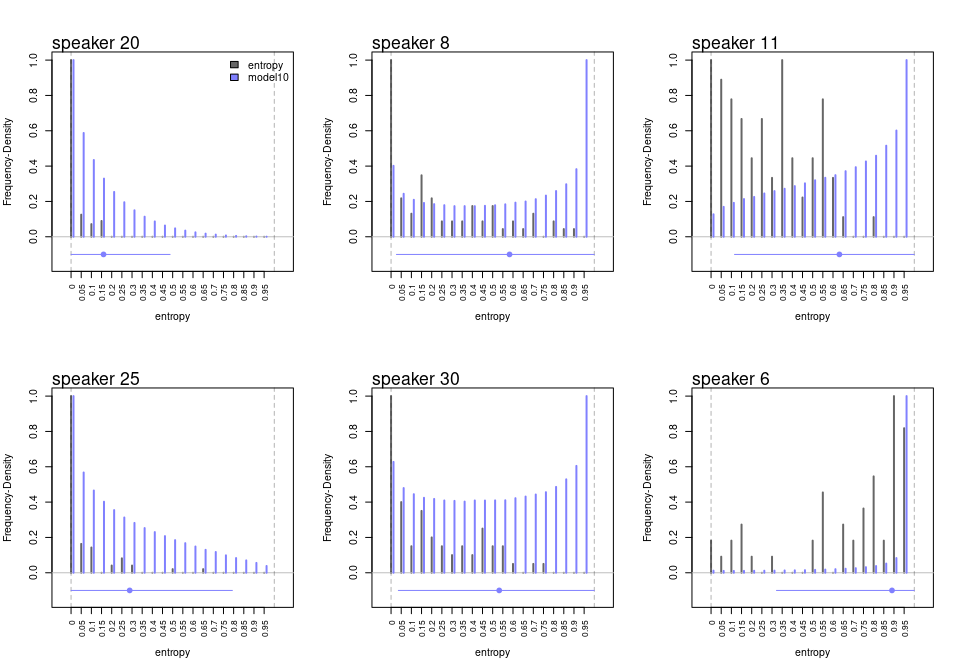 speaker 20
speaker 8
speaker 11
entropy
model10
Frequency-Density
0.0 0.2 0.4 0.6 0.8 1.0
0 0.05 0.1 0.15 0.2 0.25 0.3 0.35 0.4 0.45 0.5 0.55 0.6 0.65 0.7 0.75 0.8 0.85 0.9 0.95
entropy
Frequency-Density
0.0 0.2 0.4 0.6 0.8 1.0
0 0.05 0.1 0.15 0.2 0.25 0.3 0.35 0.4 0.45 0.5 0.55 0.6 0.65 0.7 0.75 0.8 0.85 0.9 0.95
entropy
Frequency-Density
0.0 0.2 0.4 0.6 0.8 1.0
0 0.05 0.1 0.15 0.2 0.25 0.3 0.35 0.4 0.45 0.5 0.55 0.6 0.65 0.7 0.75 0.8 0.85 0.9 0.95
entropy
speaker 25
speaker 30
speaker 6
Frequency-Density
0.0 0.2 0.4 0.6 0.8 1.0
0 0.05 0.1 0.15 0.2 0.25 0.3 0.35 0.4 0.45 0.5 0.55 0.6 0.65 0.7 0.75 0.8 0.85 0.9 0.95
entropy
Frequency-Density
0.0 0.2 0.4 0.6 0.8 1.0
0 0.05 0.1 0.15 0.2 0.25 0.3 0.35 0.4 0.45 0.5 0.55 0.6 0.65 0.7 0.75 0.8 0.85 0.9 0.95
entropy
Frequency-Density
0.0 0.2 0.4 0.6 0.8 1.0
0 0.05 0.1 0.15 0.2 0.25 0.3 0.35 0.4 0.45 0.5 0.55 0.6 0.65 0.7 0.75 0.8 0.85 0.9 0.95
entropy